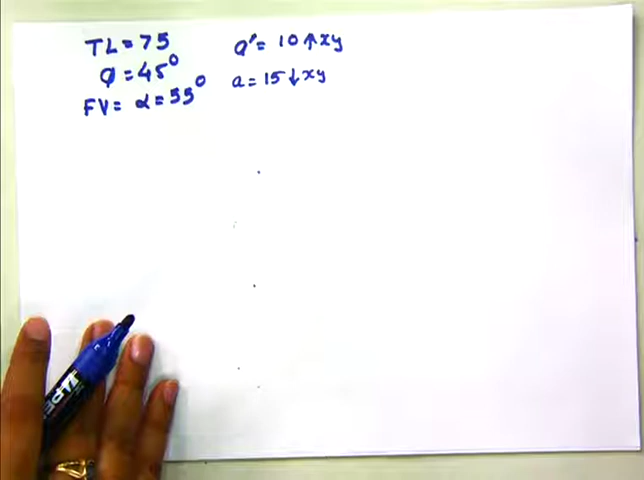 TL = 75
Ø = 45°
FV = α = 55°
a' = 10 ↑ xy
a = 15 ↓ xy